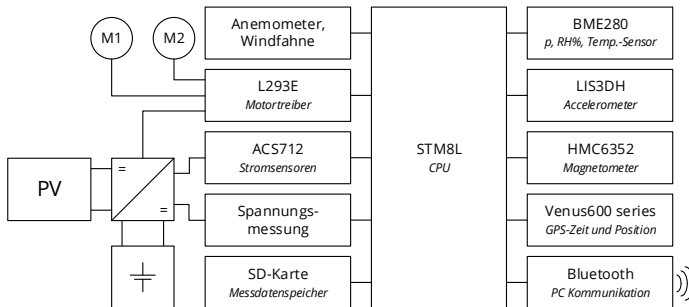 M1
M2
Anemometer,
Windfahne
L293E
Motortreiber
ACS712
Stromsensoren
PV
=
=
Spannungs-
messung
SD-Karte
Messdatenspeicher
STM8L
CPU
BME280
p, RH%, Temp.-Sensor
LIS3DH
Accelerometer
HMC6352
Magnetometer
Venus600 series
GPS-Zeit und Position
Bluetooth
PC Kommunikation